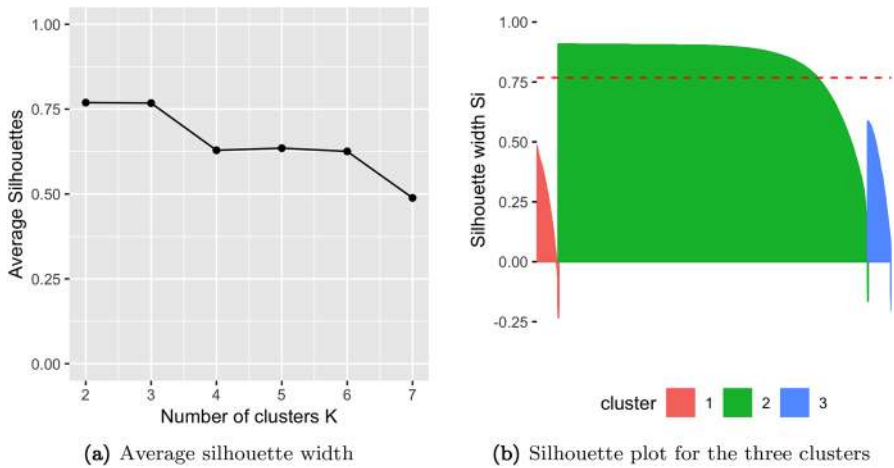 1.00
0.75
0.50
0.25
0.00
Average Silhouettes
2 3 4 5 6 7
Number of clusters K
(a) Average silhouette width
1.00
0.75
0.50
0.25
0.00
-0.25
Silhouette width Si
cluster 1 2 3
(b) Silhouette plot for the three clusters